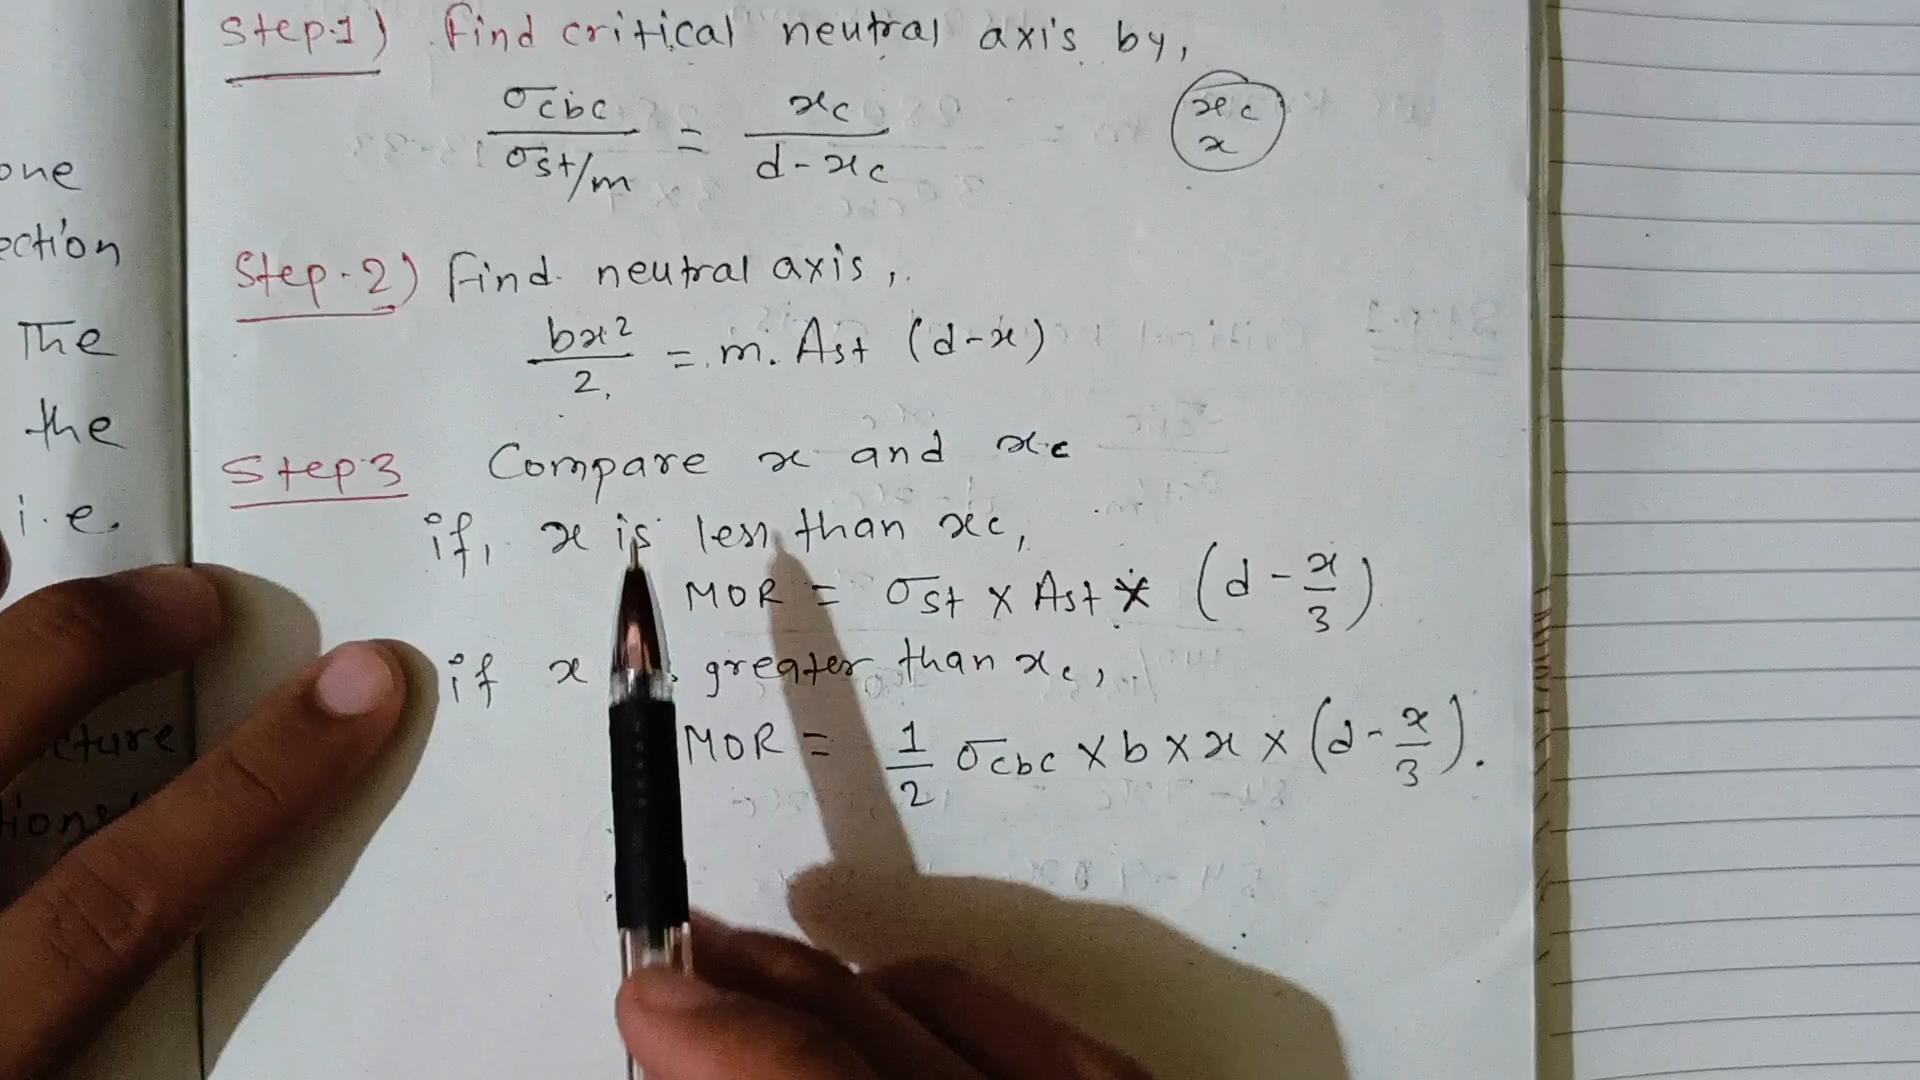 one
ection
The
the
i.e.
cture
tions
Step-1) Find critical neutral axis by,
σcbc / (σst/m) = xc / (d-xc)
xc
x
Step-2) Find neutral axis,
bx²/2 = m. Ast (d-x)
Step 3 Compare x and xc
if, x is less than xc,
MOR = σst x Ast x (d - x/3)
if x greater than xc,
MOR = 1/2 σcbc x b x x x (d - x/3).